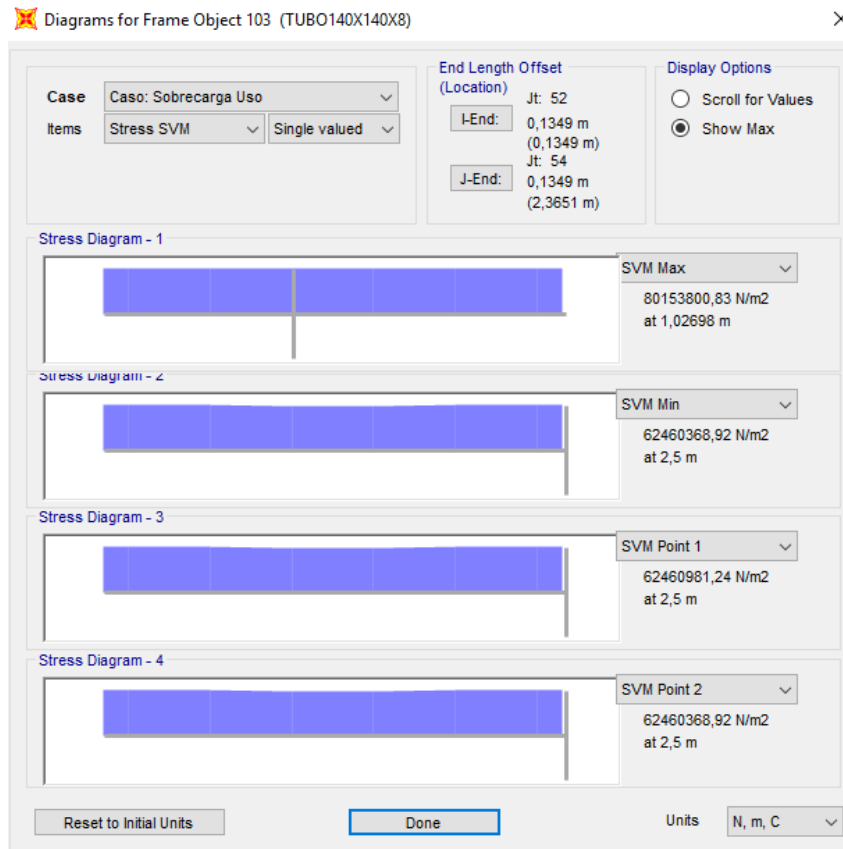 Diagrams for Frame Object 103 (TUBO140X140X8)
Case
Caso: Sobrecarga Uso
Items
Stress SVM
Single valued
End Length Offset
(Location)
I-End:
Jt: 52
0,1349 m
(0,1349 m)
J-End:
Jt: 54
0,1349 m
(2,3651 m)
Display Options
Scroll for Values
Show Max
Stress Diagram - 1
SVM Max
80153800,83 N/m2
at 1,02698 m
Stress Diagram - 2
SVM Min
62460368,92 N/m2
at 2,5 m
Stress Diagram - 3
SVM Point 1
62460981,24 N/m2
at 2,5 m
Stress Diagram - 4
SVM Point 2
62460368,92 N/m2
at 2,5 m
Reset to Initial Units
Done
Units
N, m, C